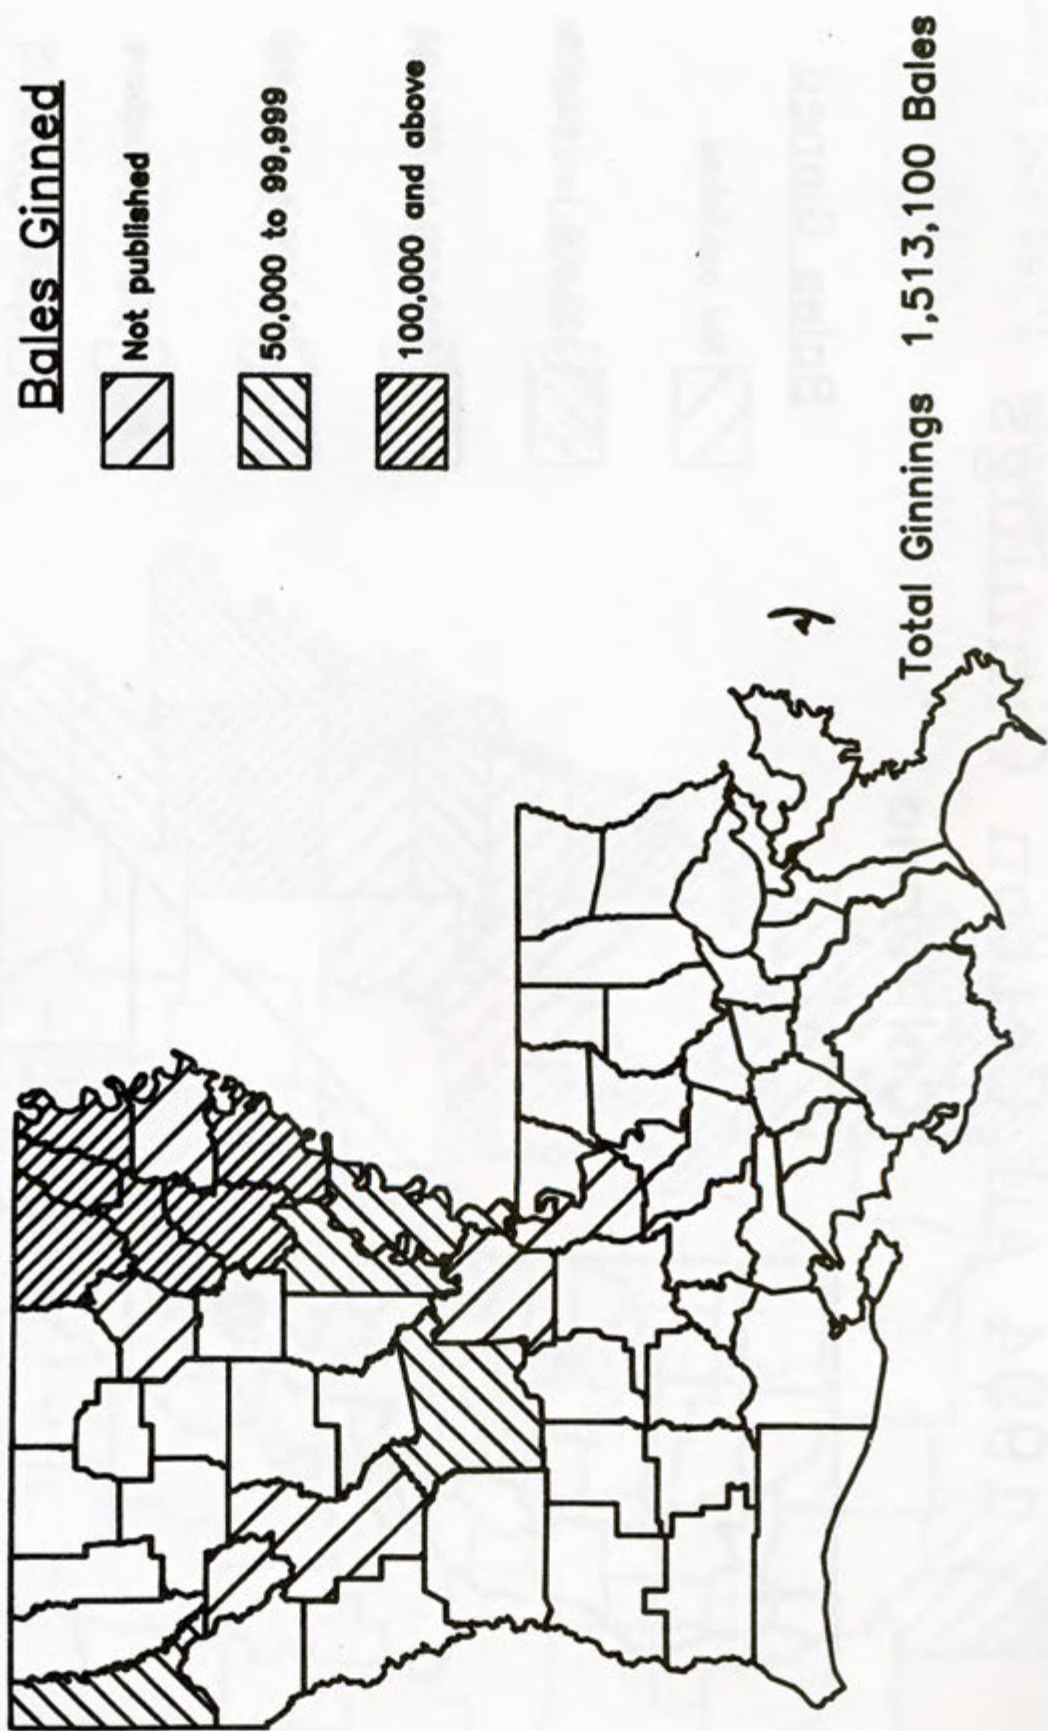 Bales Ginned
Not published
50,000 to 99,999
100,000 and above
Total Ginnings 1,513,100 Bales